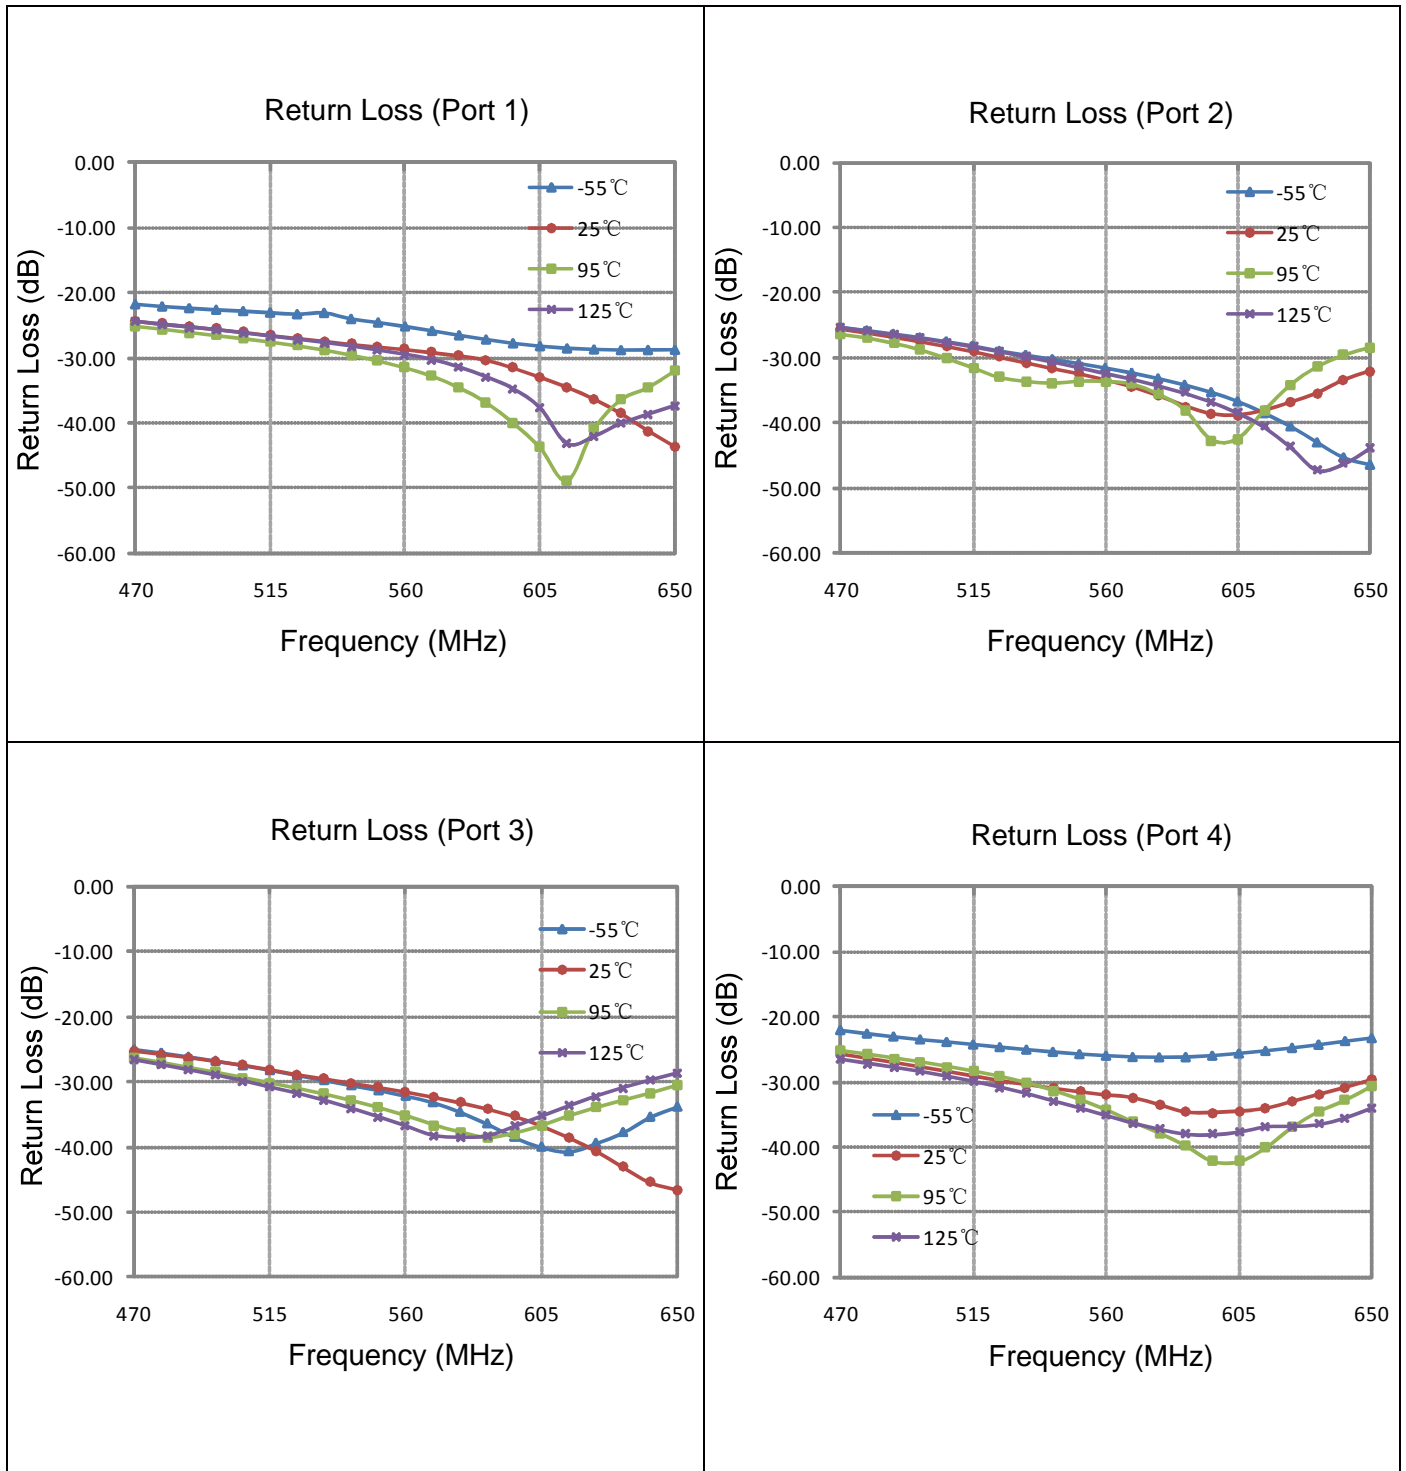 Return Loss (Port 1)
Return Loss (dB)
0.00
-10.00
-20.00
-30.00
-40.00
-50.00
-60.00
-55℃
25℃
95℃
125℃
470 515 560 605 650
Frequency (MHz)
Return Loss (Port 2)
Return Loss (dB)
0.00
-10.00
-20.00
-30.00
-40.00
-50.00
-60.00
-55℃
25℃
95℃
125℃
470 515 560 605 650
Frequency (MHz)
Return Loss (Port 3)
Return Loss (dB)
0.00
-10.00
-20.00
-30.00
-40.00
-50.00
-60.00
-55℃
25℃
95℃
125℃
470 515 560 605 650
Frequency (MHz)
Return Loss (Port 4)
Return Loss (dB)
0.00
-10.00
-20.00
-30.00
-40.00
-50.00
-60.00
-55℃
25℃
95℃
125℃
470 515 560 605 650
Frequency (MHz)